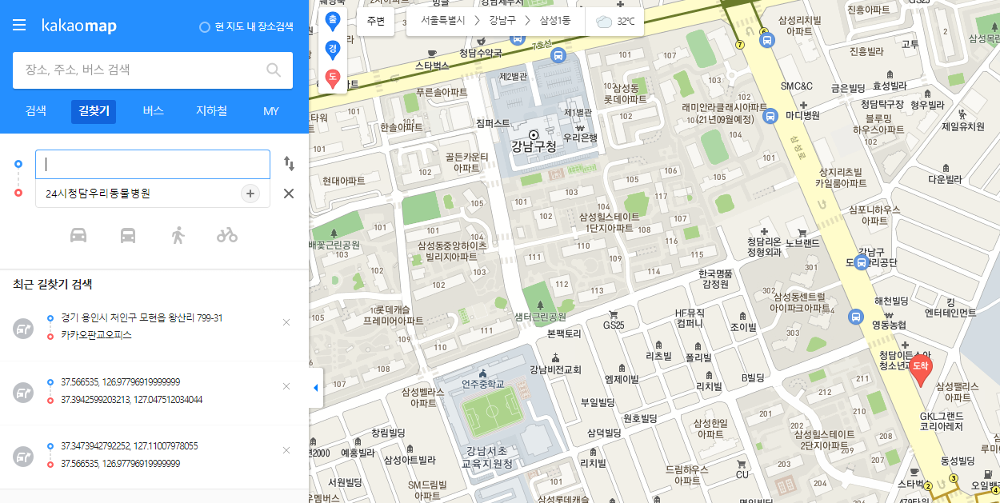 kakaomap
현 지도 내 장소검색
장소, 주소, 버스 검색
검색
길찾기
버스
지하철
MY
24시청담우리동물병원
최근 길찾기 검색
경기 용인시 처인구 모현읍 왕산리 799-31
카카오판교오피스
37.566535, 126.97796919999999
37.3942599203213, 127.047512034044
37.3473942792252, 127.11007978055
37.566535, 126.97796919999999
출
경
도
주변
서울특별시
강남구
삼성1동
32℃
삼성리치빌
아파트
진흥아파트
진흥빌라
고투
7호선
청담수약국
스타벅스
제2별관
푸른솔아파트
짐퍼스트
한솔아파트
제1별관
우리은행
강남구청
삼성동
롯데아파트
래미안라클래시아파트
(21년09월예정)
SMC&C
마디병원
금은빌딩
효성빌라
청담탁구장
형우빌라
블루밍
하우스아파트
제일유치원
골든카운티
아파트
현대아파트
삼성로
상지리츠빌
카일룸아파트
다운빌라
심포니하우스
아파트
삼성힐스테이트
1단지아파트
배꽃근린공원
삼성동중앙하이츠
빌리지아파트
청담리온
정형외과
노브랜드
강남구
한국명품
감정원
삼성동센트럴
아이파크아파트
해천빌딩
킹
엔터테인먼트
영동농협
롯데캐슬
프레미어아파트
샘터근린공원
GS25
HF뮤직
컴퍼니
조이빌
본팩토리
리츠빌
폴리빌
도착
강남비전교회
엠제이빌
리치빌
B빌딩
언주중학교
삼성벨라스
아파트
부일빌딩
원호빌딩
삼성팰리스
아파트
GKL그랜드
코리아레저
창림빌딩
예홍빌라
삼성아트빌라
삼덕빌딩
삼성한일
아파트
삼성힐스테이트
2단지아파트
강남서초
교육지원청
리치빌
드림하우스
아파트
CU
동성빌딩
서원빌딩
SM드림빌
아파트
삼성롯데캐슬